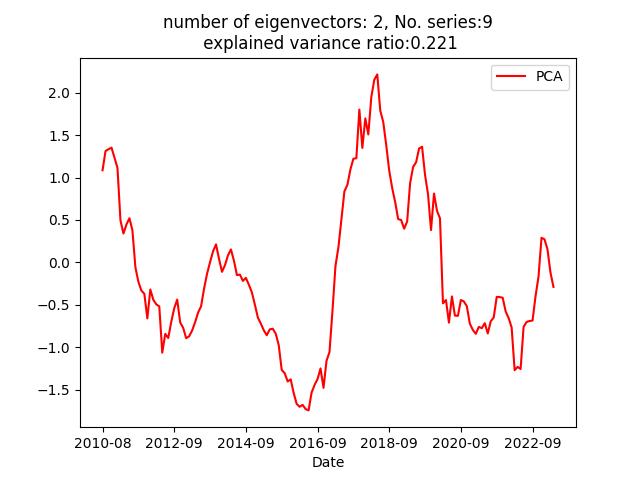 number of eigenvectors: 2, No. series:9
explained variance ratio:0.221
PCA
2.0
1.5
1.0
0.5
0.0
−0.5
−1.0
−1.5
2010-08 2012-09 2014-09 2016-09 2018-09 2020-09 2022-09
Date